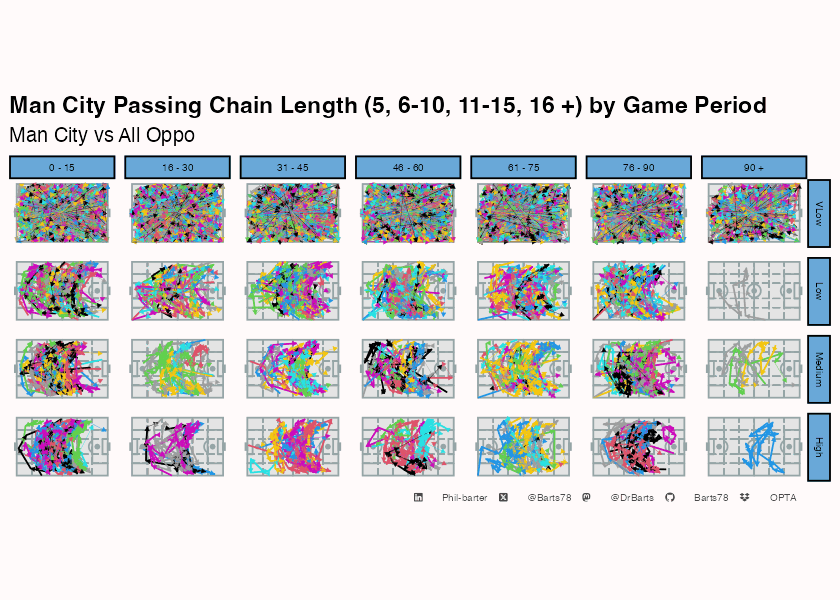 Man City Passing Chain Length (5, 6-10, 11-15, 16 +) by Game Period
Man City vs All Oppo
0 - 15 16 - 30 31 - 45 46 - 60 61 - 75 76 - 90 90 +
V Low
Low
Medium
High
Phil-barter @Barts78 @DrBarts Barts78 OPTA